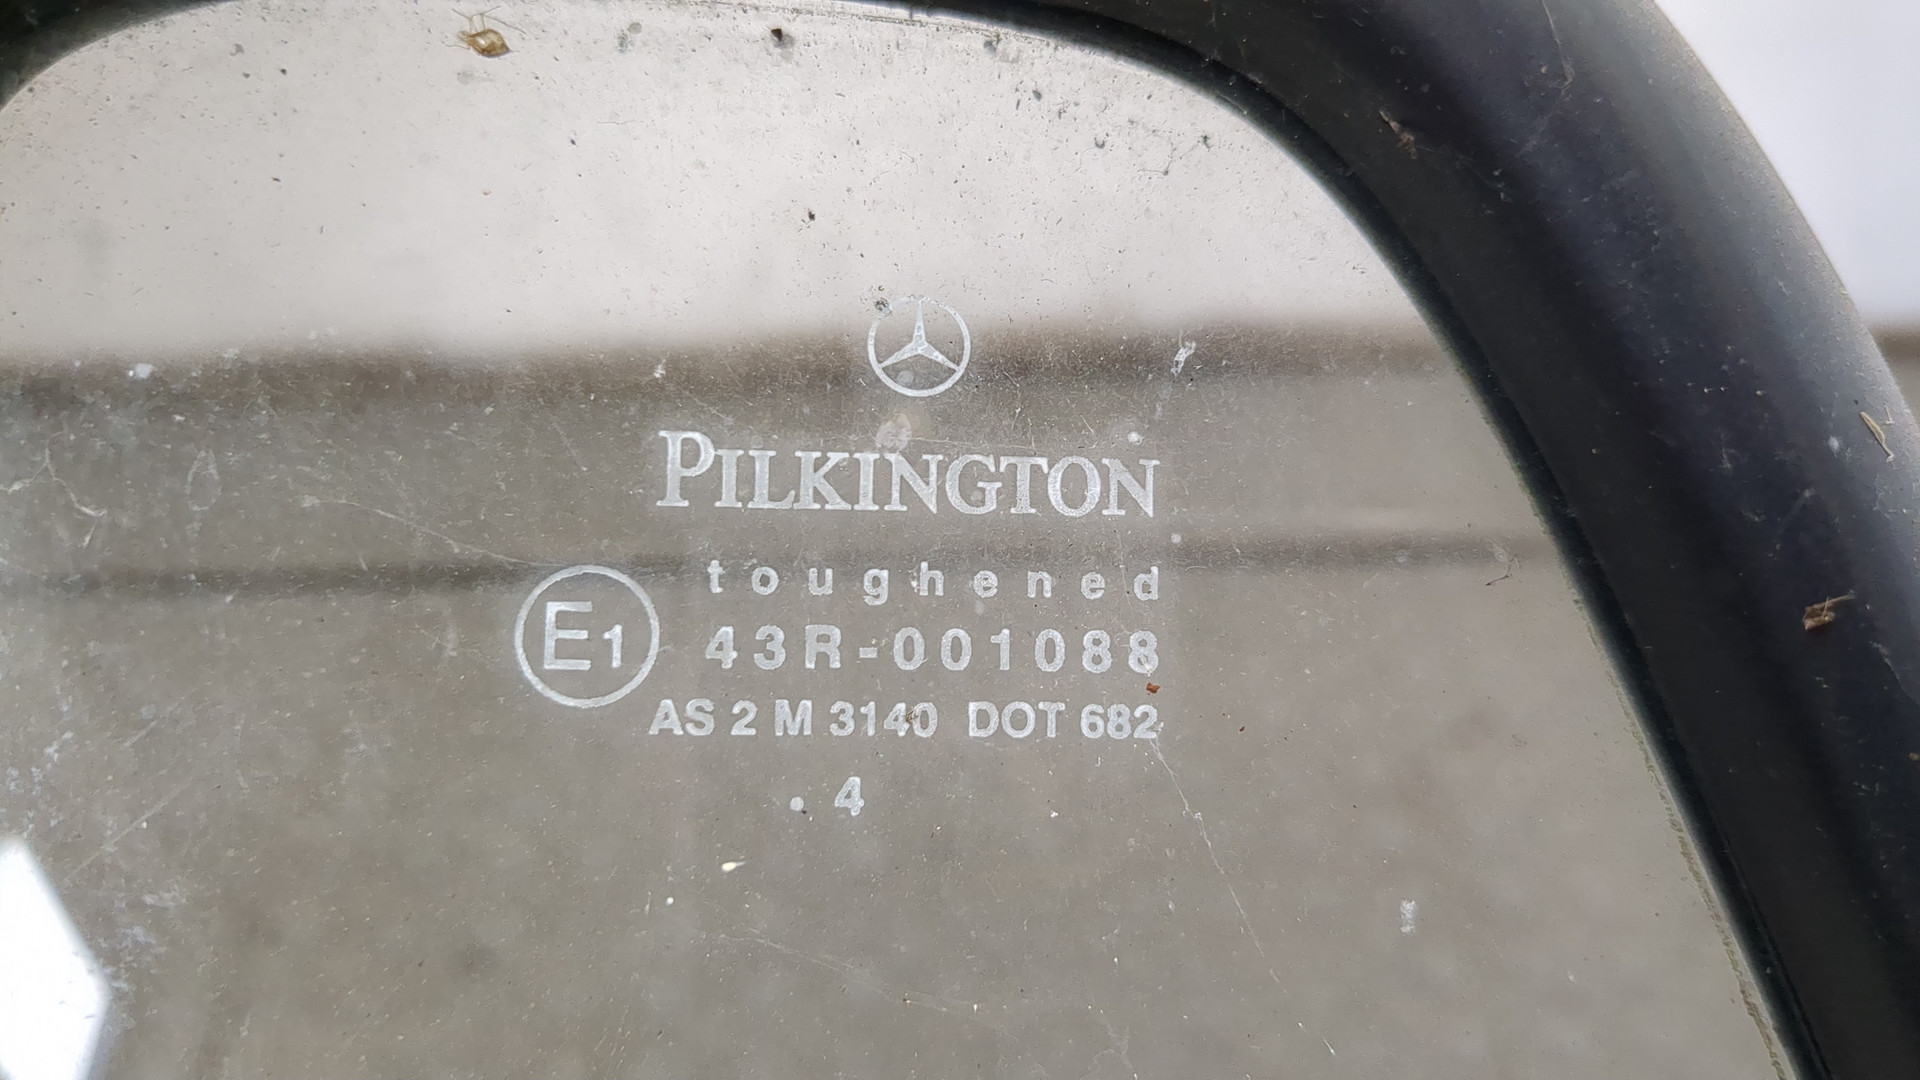 PILKINGTON
toughened
E1 43R-001088
AS 2 M 3140 DOT 682
. 4